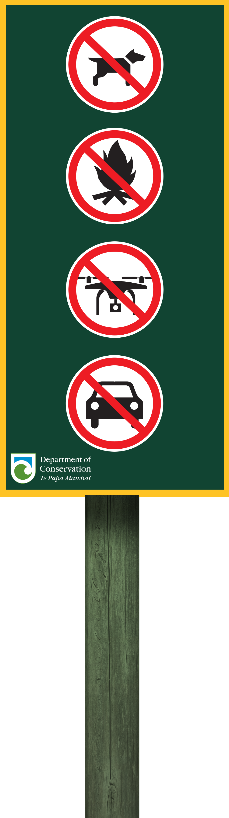 Department of
Conservation
Te Papa Atawhai